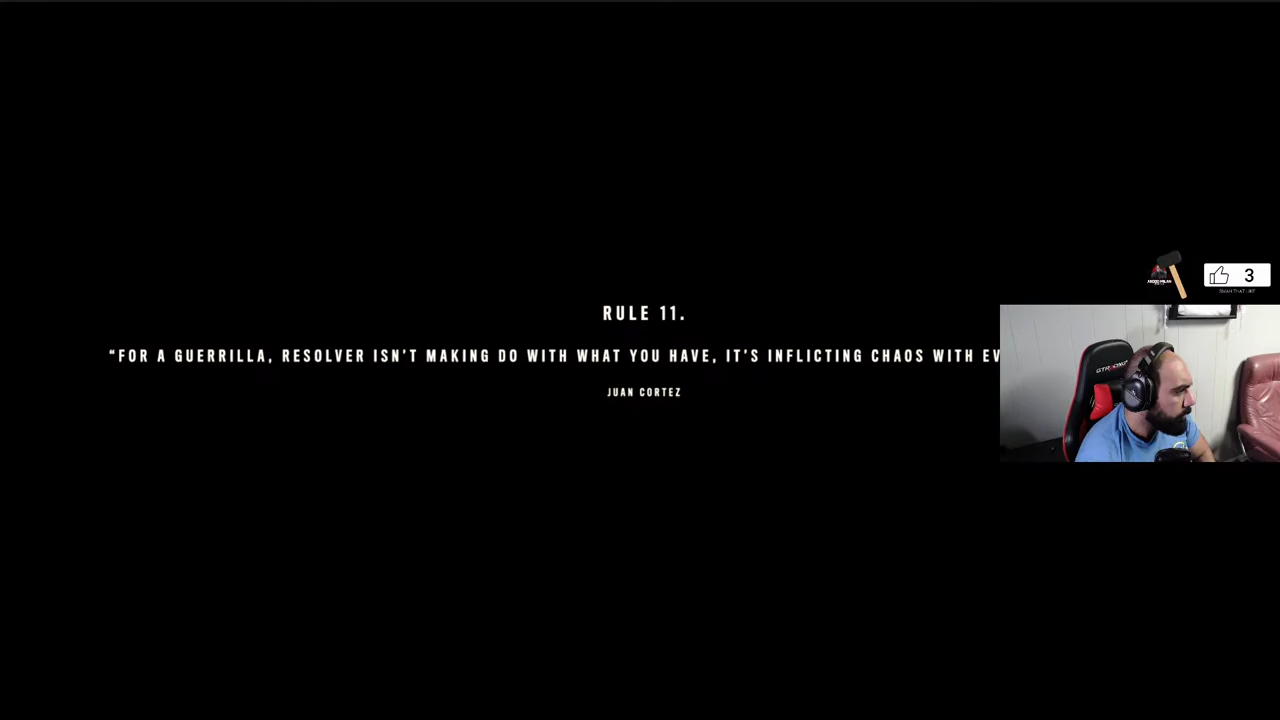 RULE 11.
“FOR A GUERRILLA, RESOLVER ISN’T MAKING DO WITH WHAT YOU HAVE, IT’S INFLICTING CHAOS WITH
JUAN CORTEZ
3